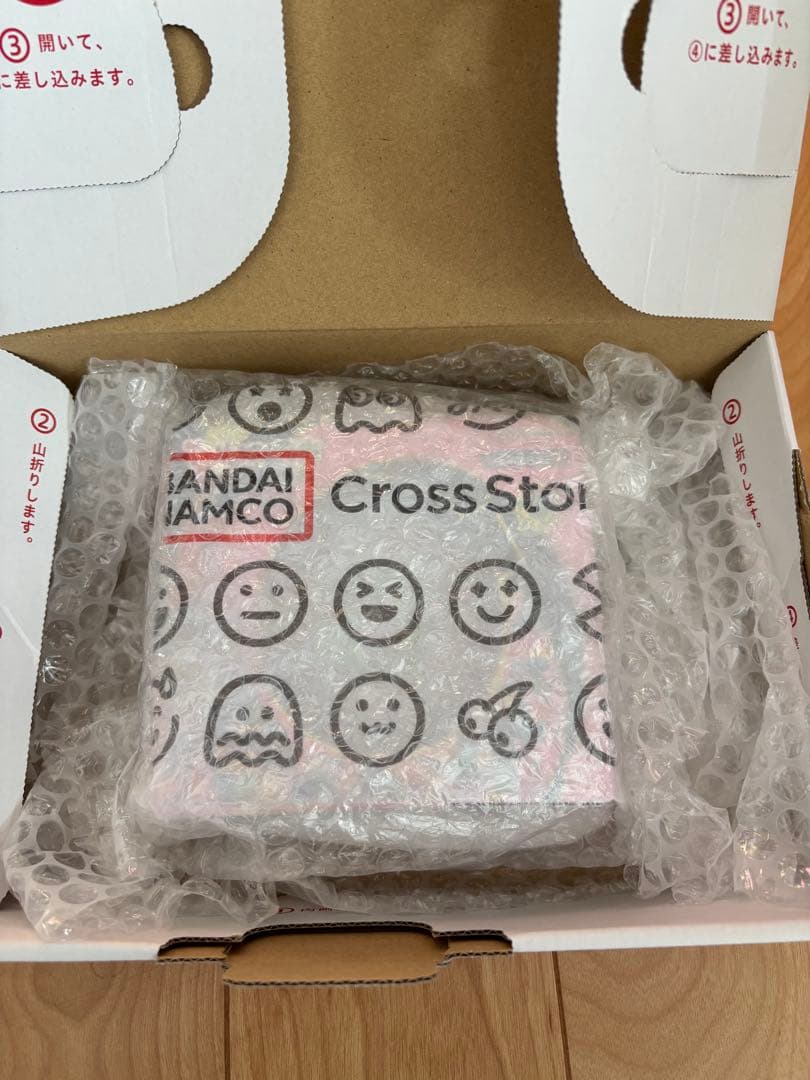 ③ 開いて、
に差し込みます。
③ 開いて、
④に差し込みます。
② 山折りします。
② 山折りします。
BANDAI
NAMCO
Cross Stor